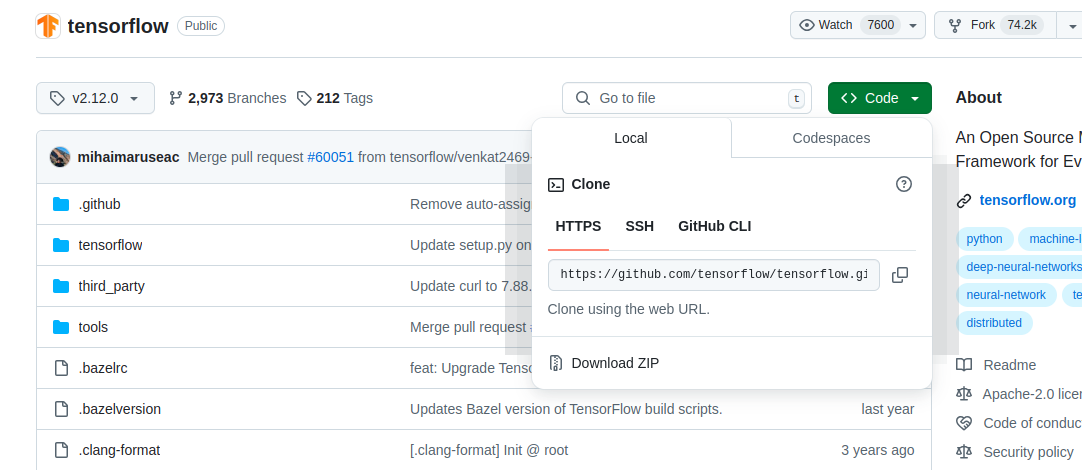 tensorflow Public Watch 7600 Fork 74.2k
v2.12.0 2,973 Branches 212 Tags Go to file t Code
mihaimaruseac Merge pull request #60051 from tensorflow/venkat2469
.github Remove auto-assig
tensorflow Update setup.py on
third_party Update curl to 7.88.
tools Merge pull request
.bazelrc feat: Upgrade Tenso
.bazelversion Updates Bazel version of TensorFlow build scripts. last year
.clang-format [.clang-format] Init @ root 3 years ago
Local Codespaces
Clone
HTTPS SSH GitHub CLI
https://github.com/tensorflow/tensorflow.gi
Clone using the web URL.
Download ZIP
About
An Open Source M
Framework for Ev
tensorflow.org
python machine-l
deep-neural-networks
neural-network te
distributed
Readme
Apache-2.0 licen
Code of conduc
Security policy